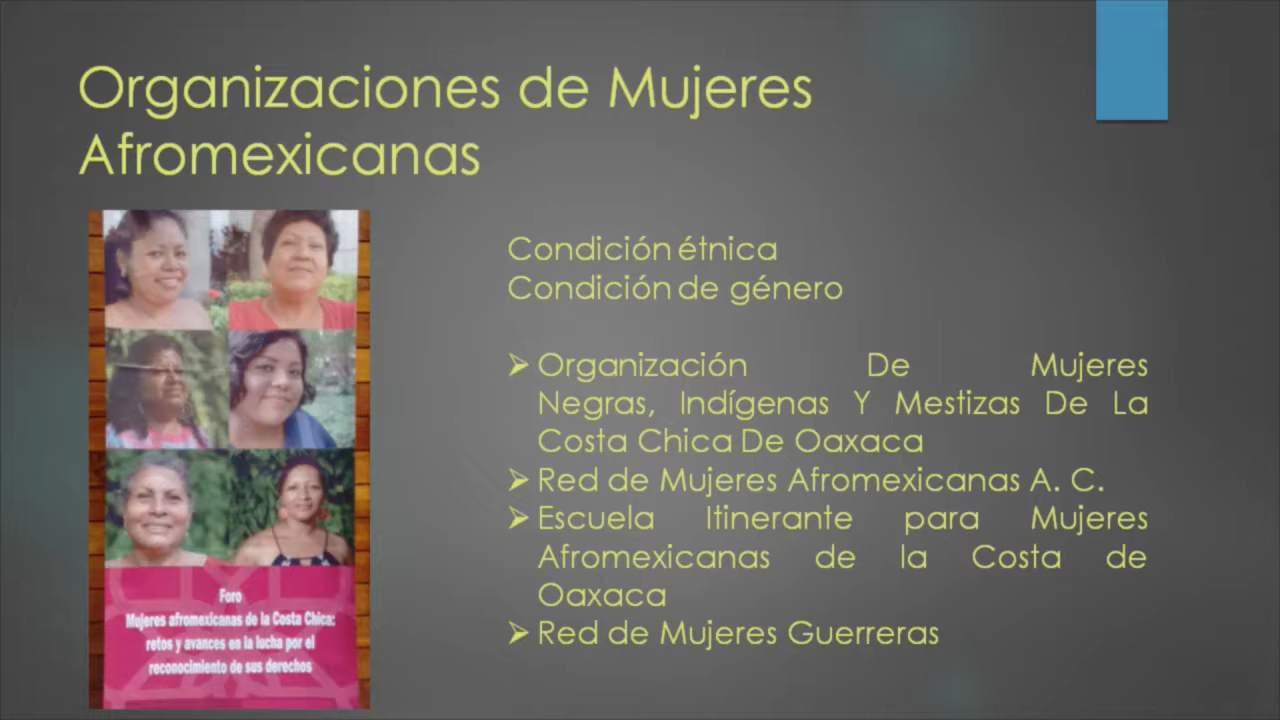 Organizaciones de Mujeres
Afromexicanas
Condición étnica
Condición de género
Organización De Mujeres
Negras, Indígenas Y Mestizas De La
Costa Chica De Oaxaca
Red de Mujeres Afromexicanas A. C.
Escuela Itinerante para Mujeres
Afromexicanas de la Costa de
Oaxaca
Red de Mujeres Guerreras
Foro
Mujeres afromexicanas de la Costa Chica:
retos y avances en la lucha por el
reconocimiento de sus derechos